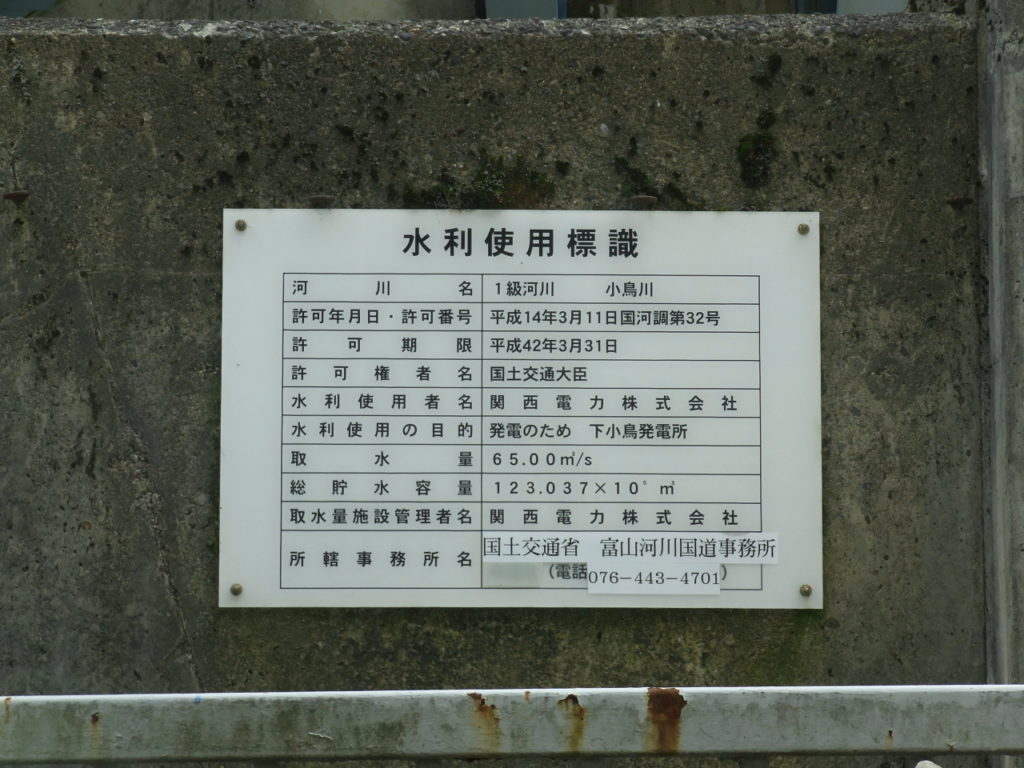 水利使用標識
河川名 1級河川 小鳥川
許可年月日・許可番号 平成14年3月11日国河調第32号
許可期限 平成42年3月31日
許可権者名 国土交通大臣
水利使用者名 関西電力株式会社
水利使用の目的 発電のため 下小鳥発電所
取水量 65.00㎥/s
総貯水容量 123.037×10⁶ ㎥
取水量施設管理者名 関西電力株式会社
所轄事務所名 国土交通省 富山河川国道事務所
(電話 076-443-4701)